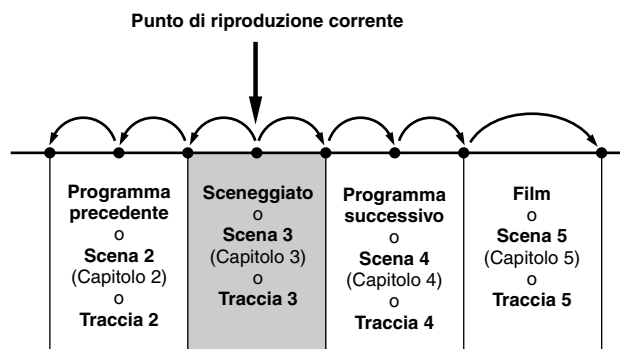 Punto di riproduzione corrente
Programma
precedente
o
Scena 2
(Capitolo 2)
o
Traccia 2
Sceneggiato
o
Scena 3
(Capitolo 3)
o
Traccia 3
Programma
successivo
o
Scena 4
(Capitolo 4)
o
Traccia 4
Film
o
Scena 5
(Capitolo 5)
o
Traccia 5